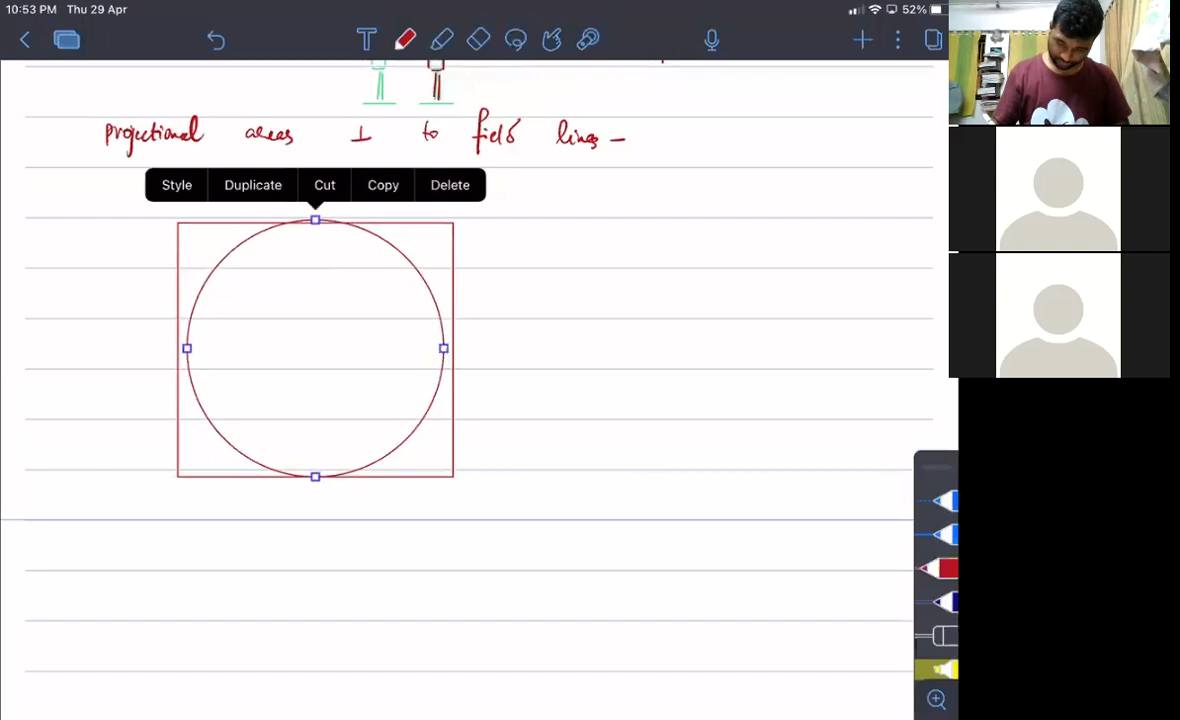 10:53 PM Thu 29 Apr 52%
projectional areas ⊥ to field lines –
Style Duplicate Cut Copy Delete